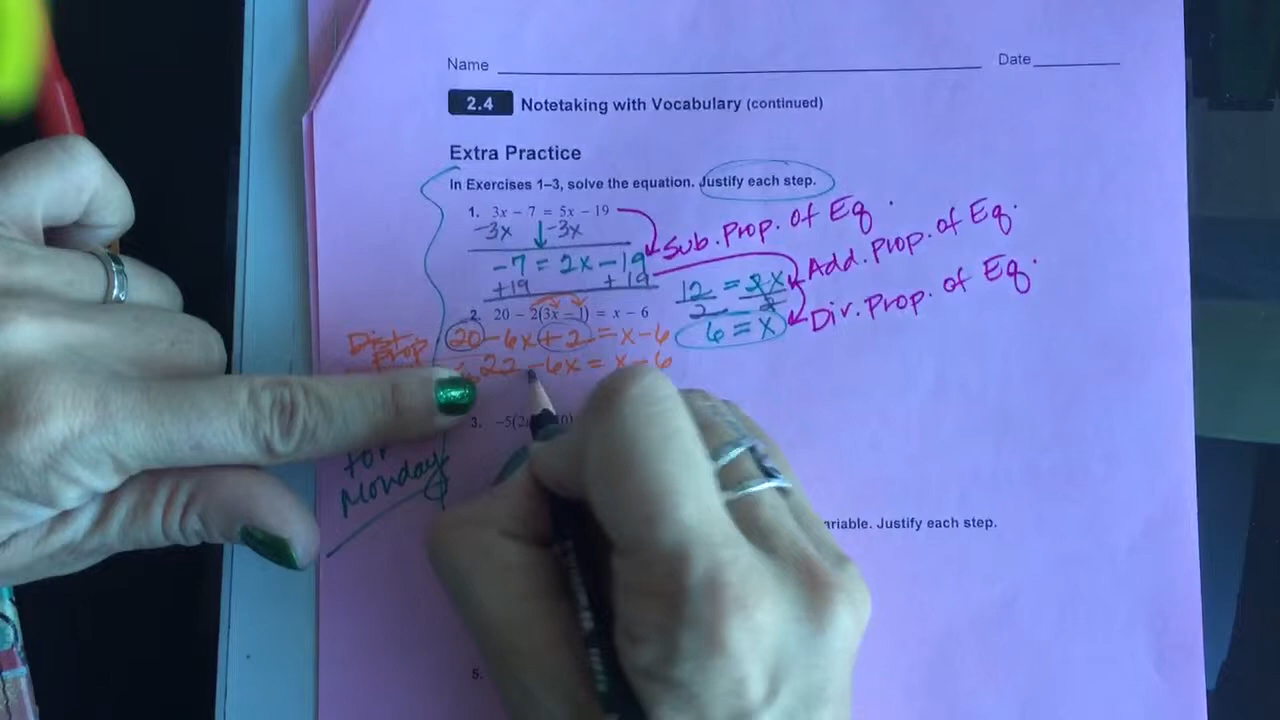 Name Date
2.4 Notetaking with Vocabulary (continued)
Extra Practice
In Exercises 1–3, solve the equation. Justify each step.
1. 3x − 7 = 5x − 19
-3x -3x
Sub. Prop. of Eq.
-7 = 2x - 19
+19 +19
12 = 2x
2 2
Add. Prop. of Eq.
6 = x
Div. Prop. of Eq.
2. 20 − 2(3x − 1) = x − 6
Dist. Prop
20 - 6x + 2 = x - 6
22 - 6x = x - 6
3. −5(2
for
Monday
ariable. Justify each step.
5.